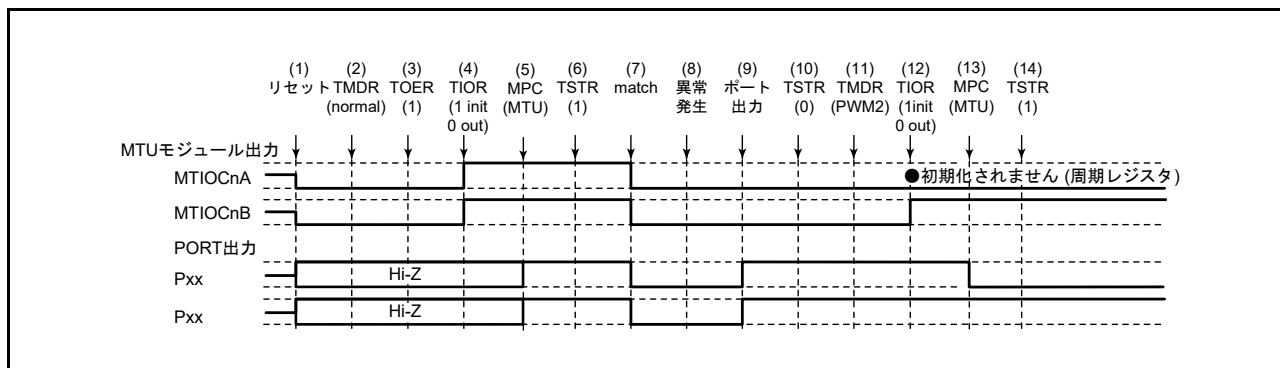 (1) (2) (3) (4) (5) (6) (7) (8) (9) (10) (11) (12) (13) (14)
リセット TMDR TOER TIOR MPC TSTR match 異常 ポート TSTR TMDR TIOR MPC TSTR
(normal) (1) (1 init (MTU) (1) 発生 出力 (0) (PWM2) (1init (MTU) (1)
0 out) 0 out)
MTUモジュール出力
MTIOCnA ●初期化されません (周期レジスタ)
MTIOCnB
PORT出力
Pxx Hi-Z
Pxx Hi-Z